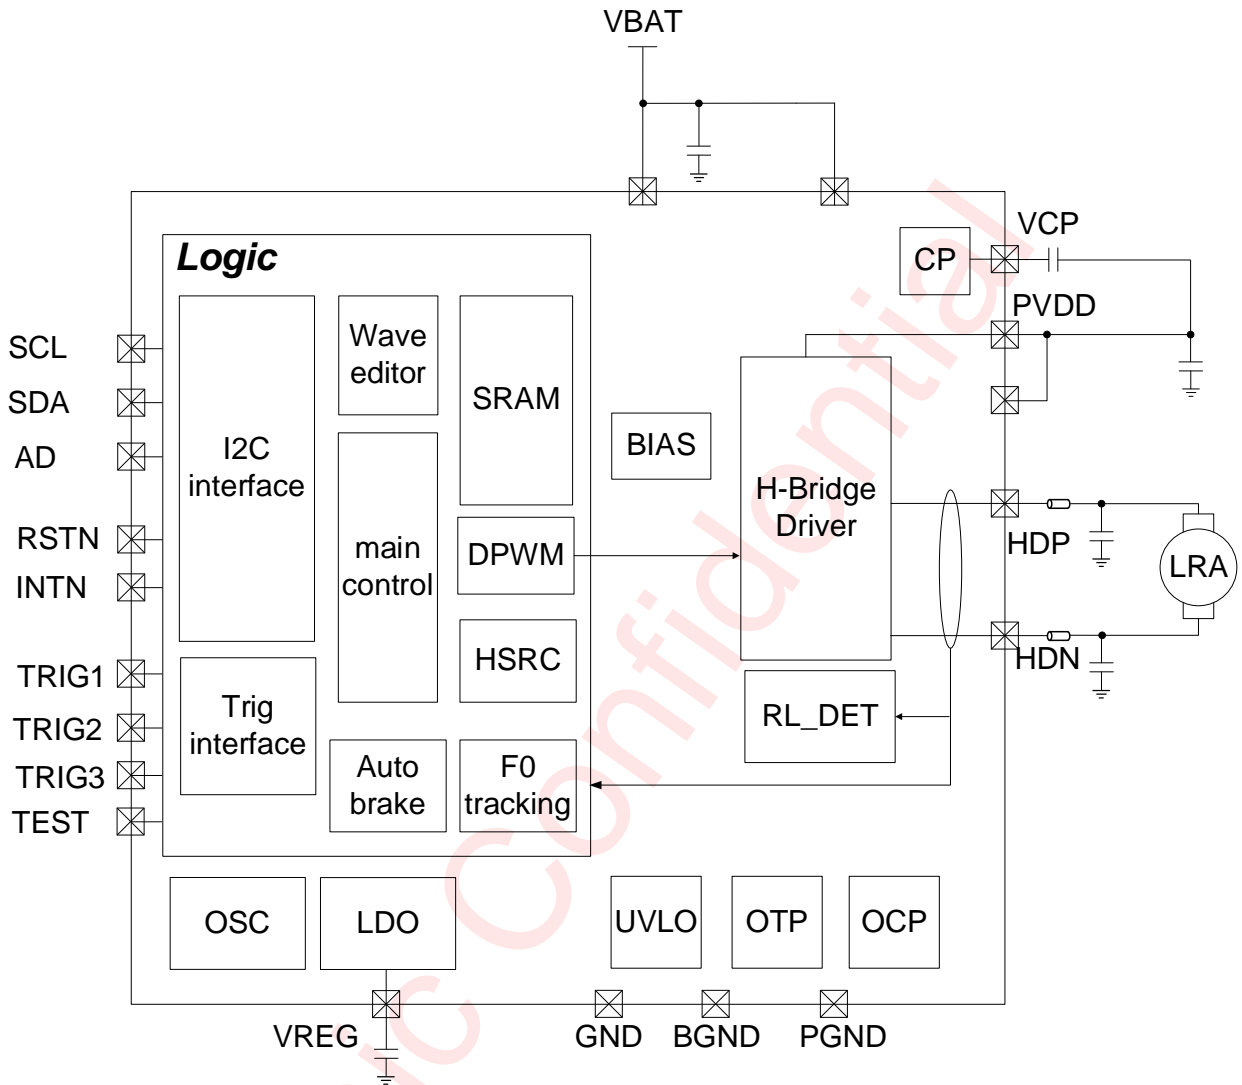 VBAT
Logic
CP
VCP
PVDD
SCL
SDA
AD
RSTN
INTN
TRIG1
TRIG2
TRIG3
TEST
I2C
interface
Wave
editor
SRAM
main
control
DPWM
HSRC
Trig
interface
Auto
brake
F0
tracking
BIAS
H-Bridge
Driver
RL_DET
HDP
HDN
LRA
OSC
LDO
UVLO
OTP
OCP
VREG
GND
BGND
PGND
ic Confidential